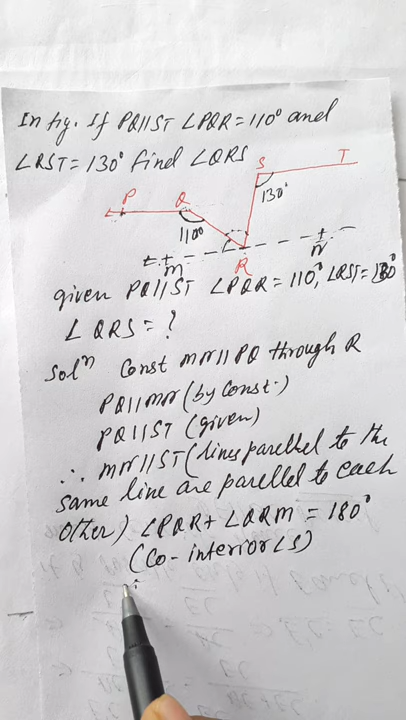 In fig. If PQ||ST ∠PQR = 110° and
∠RST = 130° find ∠QRS
S T
P Q 130°
110°
m R N
given PQ||ST ∠PQR = 110°, ∠RST = 130°
∠QRS = ?
Solⁿ Const MN||PQ through R
PQ||MN (by Const.)
PQ||ST (given)
∴ MN||ST (lines parellel to the
same line are parellel to each
other) ∠PQR + ∠QRM = 180°
(Co-interior ∠S)